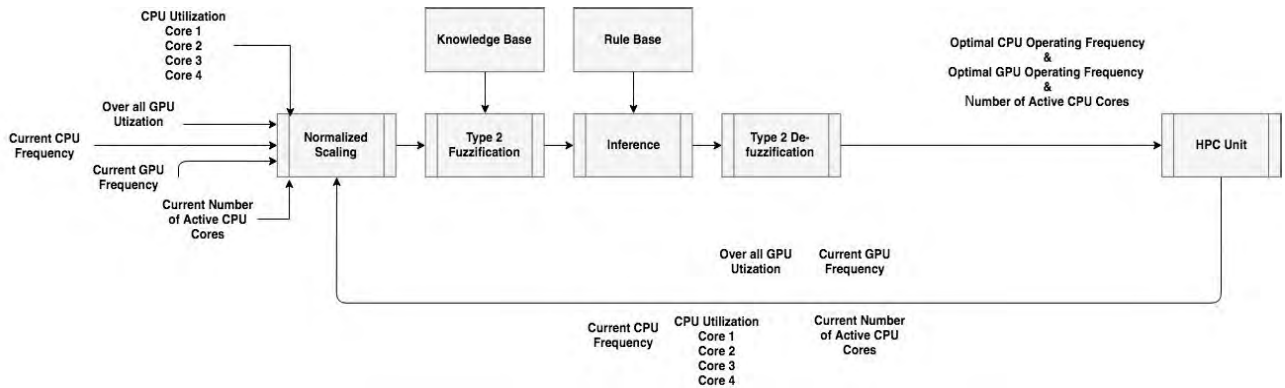 CPU Utilization
Core 1
Core 2
Core 3
Core 4
Over all GPU
Utization
Current CPU
Frequency
Current GPU
Frequency
Current Number
of Active CPU
Cores
Normalized
Scaling
Knowledge Base
Type 2
Fuzzification
Rule Base
Inference
Type 2 De-
fuzzification
Optimal CPU Operating Frequency
&
Optimal GPU Operating Frequency
&
Number of Active CPU Cores
HPC Unit
Over all GPU
Utization
Current GPU
Frequency
Current CPU
Frequency
CPU Utilization
Core 1
Core 2
Core 3
Core 4
Current Number
of Active CPU
Cores